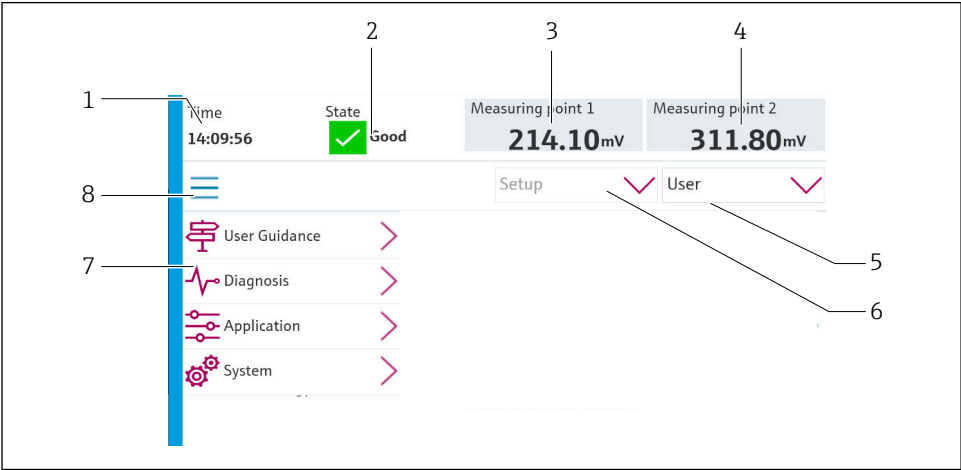 2
3
4
1
Time
State
Measuring point 1
Measuring point 2
14:09:56
Good
214.10mV
311.80mV
8
Setup
User
User Guidance
7
Diagnosis
5
Application
6
System